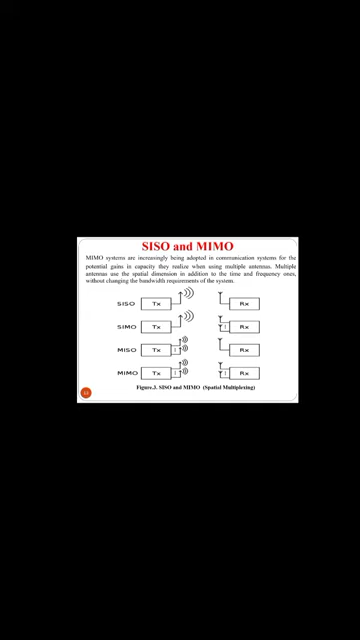 SISO and MIMO
MIMO systems are increasingly being adopted in communication systems for the
potential gains in capacity they realize when using multiple antennas. Multiple
antennas use the spatial dimension in addition to the time and frequency ones,
without changing the bandwidth requirements of the system.
SISO Tx Rx
SIMO Tx Rx
MISO Tx Rx
MIMO Tx Rx
Figure.3. SISO and MIMO (Spatial Multiplexing)